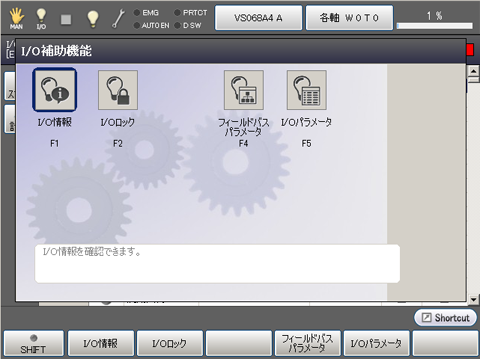 EMG
PRTCT
MAN
I/O
AUTO EN
DSW
VS068A4 A
各軸 W0T0
1 %
I/O補助機能
I/O情報
I/Oロック
フィールドバス
パラメータ
I/Oパラメータ
F1
F2
F4
F5
I/O情報を確認できます。
Shortcut
SHIFT
I/O情報
I/Oロック
フィールドバス
パラメータ
I/Oパラメータ